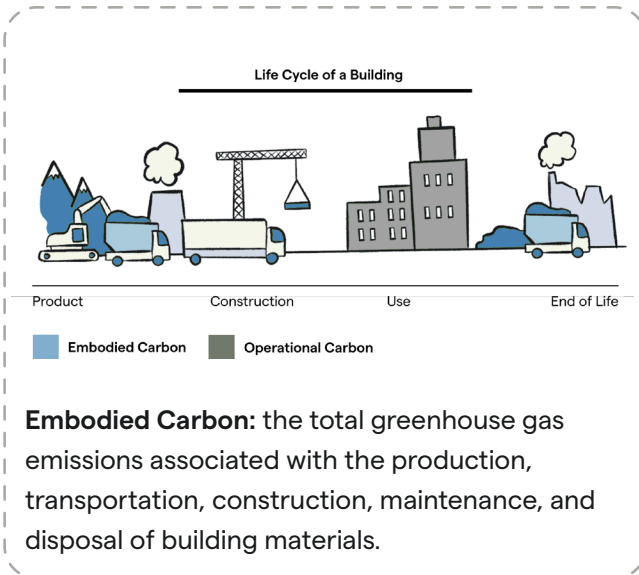 Life Cycle of a Building
Product Construction Use End of Life
Embodied Carbon Operational Carbon
Embodied Carbon: the total greenhouse gas
emissions associated with the production,
transportation, construction, maintenance, and
disposal of building materials.